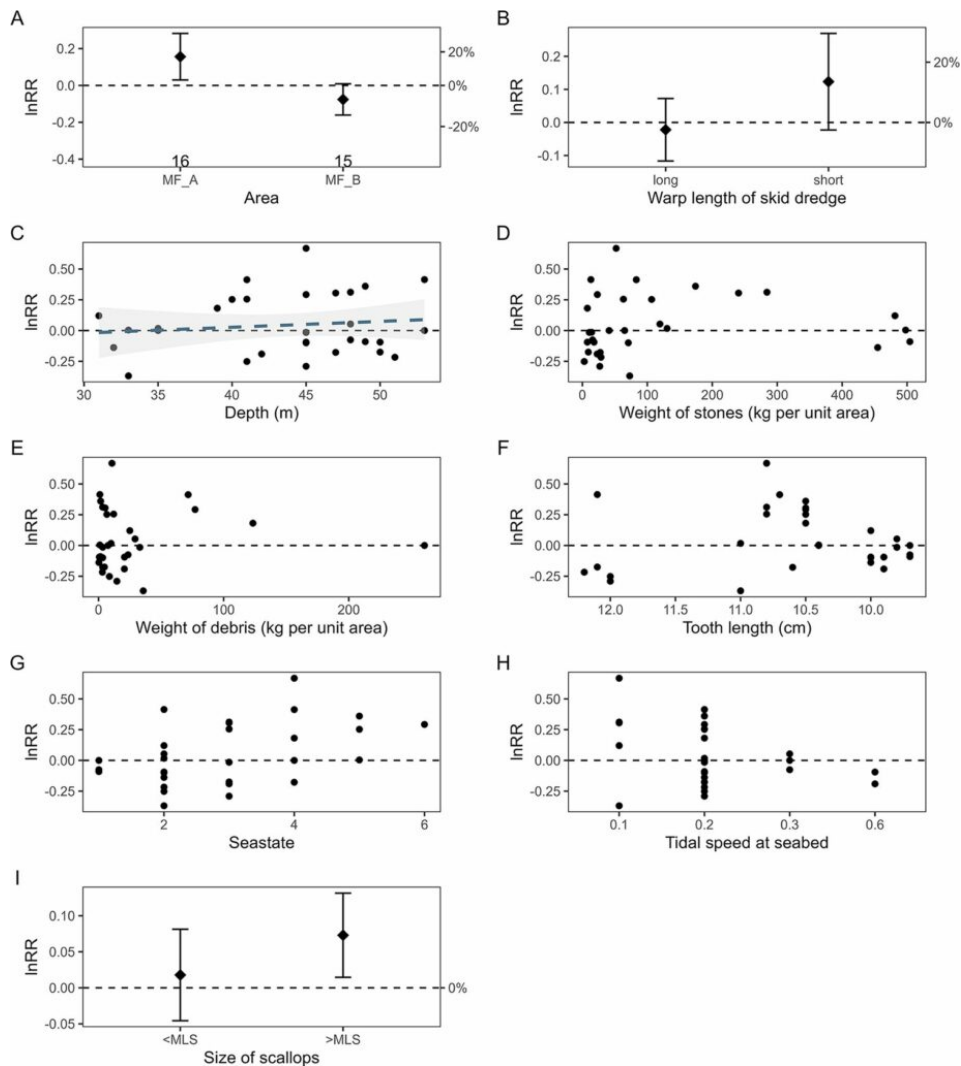 A
lnRR
0.2
0.0
-0.2
-0.4
20%
0%
-20%
16
15
MF_A
MF_B
Area
B
lnRR
0.2
0.1
0.0
-0.1
20%
0%
long
short
Warp length of skid dredge
C
lnRR
0.50
0.25
0.00
-0.25
30 35 40 45 50
Depth (m)
D
lnRR
0.50
0.25
0.00
-0.25
0 100 200 300 400 500
Weight of stones (kg per unit area)
E
lnRR
0.50
0.25
0.00
-0.25
0 100 200
Weight of debris (kg per unit area)
F
lnRR
0.50
0.25
0.00
-0.25
12.0 11.5 11.0 10.5 10.0
Tooth length (cm)
G
lnRR
0.50
0.25
0.00
-0.25
2 4 6
Seastate
H
lnRR
0.50
0.25
0.00
-0.25
0.1 0.2 0.3 0.6
Tidal speed at seabed
I
lnRR
0.10
0.05
0.00
-0.05
0%
<MLS
>MLS
Size of scallops